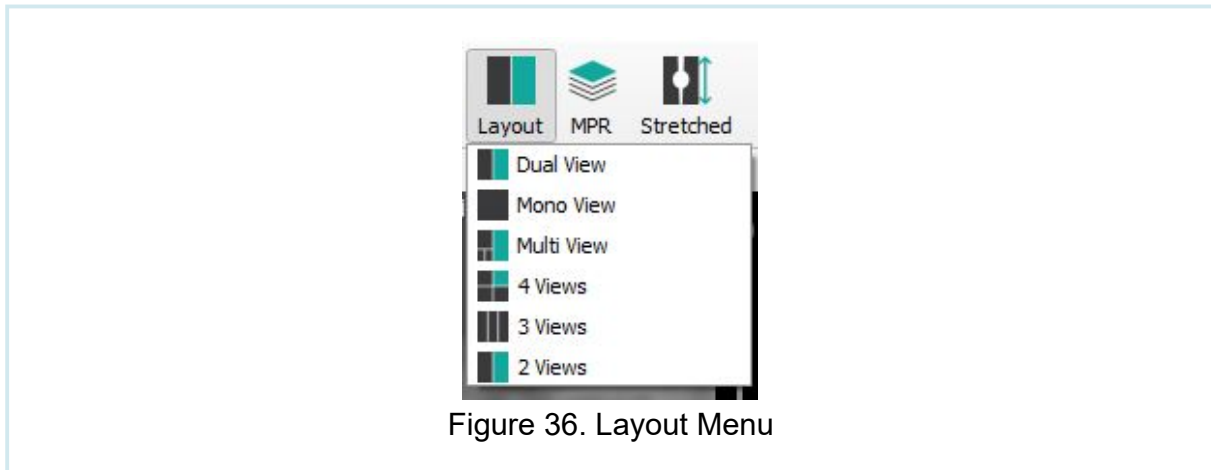 Layout MPR Stretched
Dual View
Mono View
Multi View
4 Views
3 Views
2 Views
Figure 36. Layout Menu